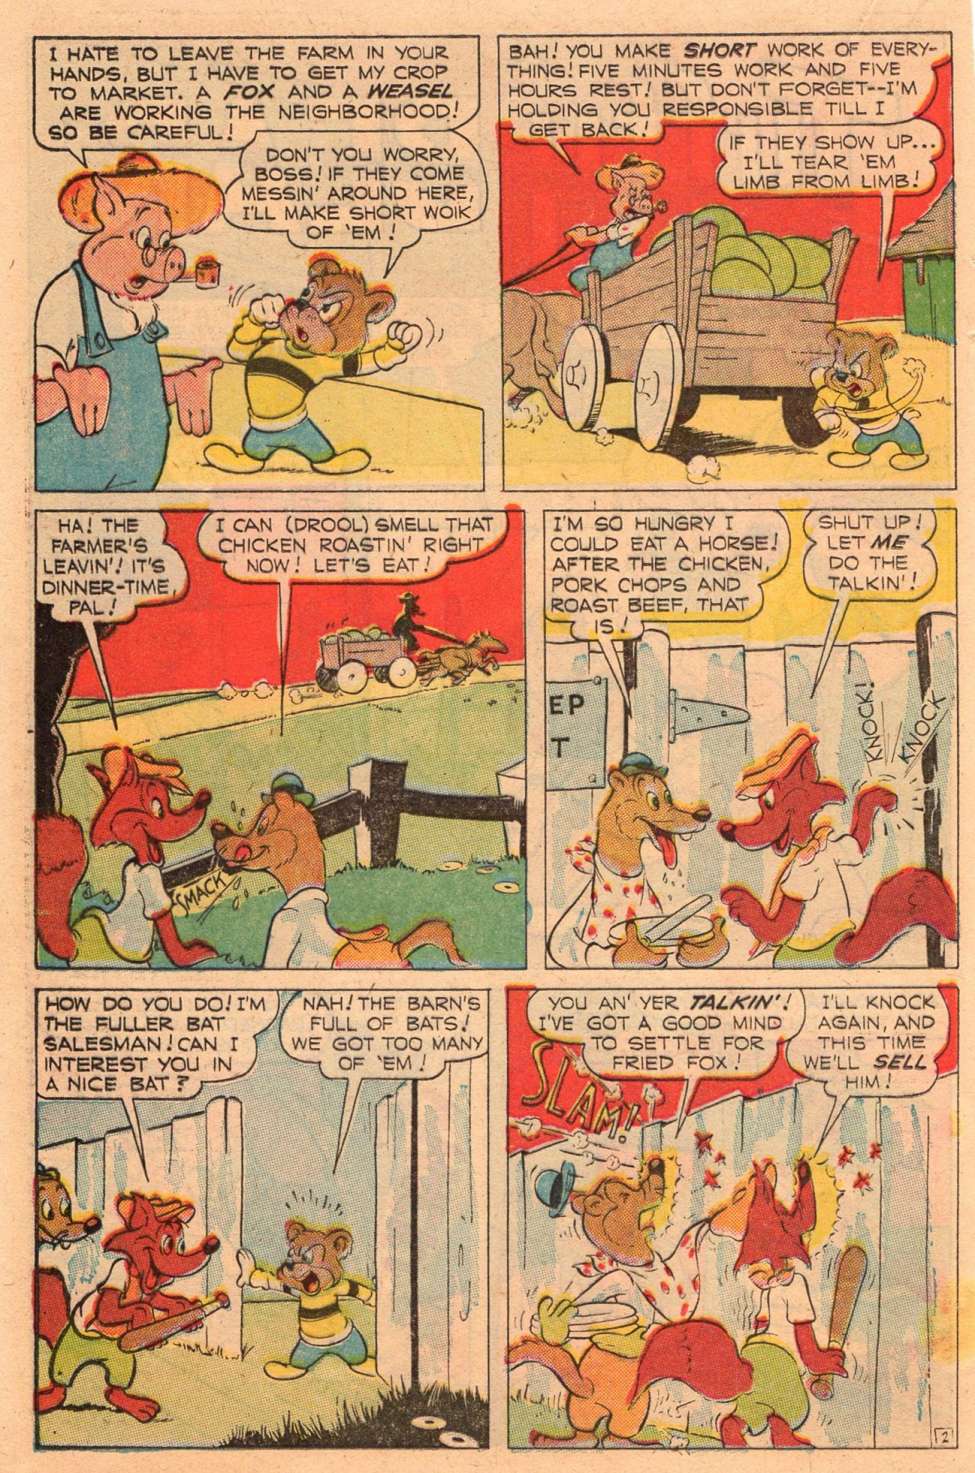 I HATE TO LEAVE THE FARM IN YOUR
HANDS, BUT I HAVE TO GET MY CROP
TO MARKET. A FOX AND A WEASEL
ARE WORKING THE NEIGHBORHOOD!
SO BE CAREFUL!
DON'T YOU WORRY,
BOSS! IF THEY COME
MESSIN' AROUND HERE,
I'LL MAKE SHORT WOIK
OF 'EM!
BAH! YOU MAKE SHORT WORK OF EVERY-
THING! FIVE MINUTES WORK AND FIVE
HOURS REST! BUT DON'T FORGET--I'M
HOLDING YOU RESPONSIBLE TILL I
GET BACK!
IF THEY SHOW UP...
I'LL TEAR 'EM
LIMB FROM LIMB!
HA! THE
FARMER'S
LEAVIN'! IT'S
DINNER-TIME,
PAL!
I CAN (DROOL) SMELL THAT
CHICKEN ROASTIN' RIGHT
NOW! LET'S EAT!
SMACK
I'M SO HUNGRY I
COULD EAT A HORSE!
AFTER THE CHICKEN,
PORK CHOPS AND
ROAST BEEF, THAT
IS!
SHUT UP!
LET ME
DO THE
TALKIN'!
EP
T
KNOCK!
KNOCK
HOW DO YOU DO! I'M
THE FULLER BAT
SALESMAN! CAN I
INTEREST YOU IN
A NICE BAT?
NAH! THE BARN'S
FULL OF BATS!
WE GOT TOO MANY
OF 'EM!
YOU AN' YER TALKIN'!
I'VE GOT A GOOD MIND
TO SETTLE FOR
FRIED FOX!
I'LL KNOCK
AGAIN, AND
THIS TIME
WE'LL SELL
HIM!
SLAM!
2